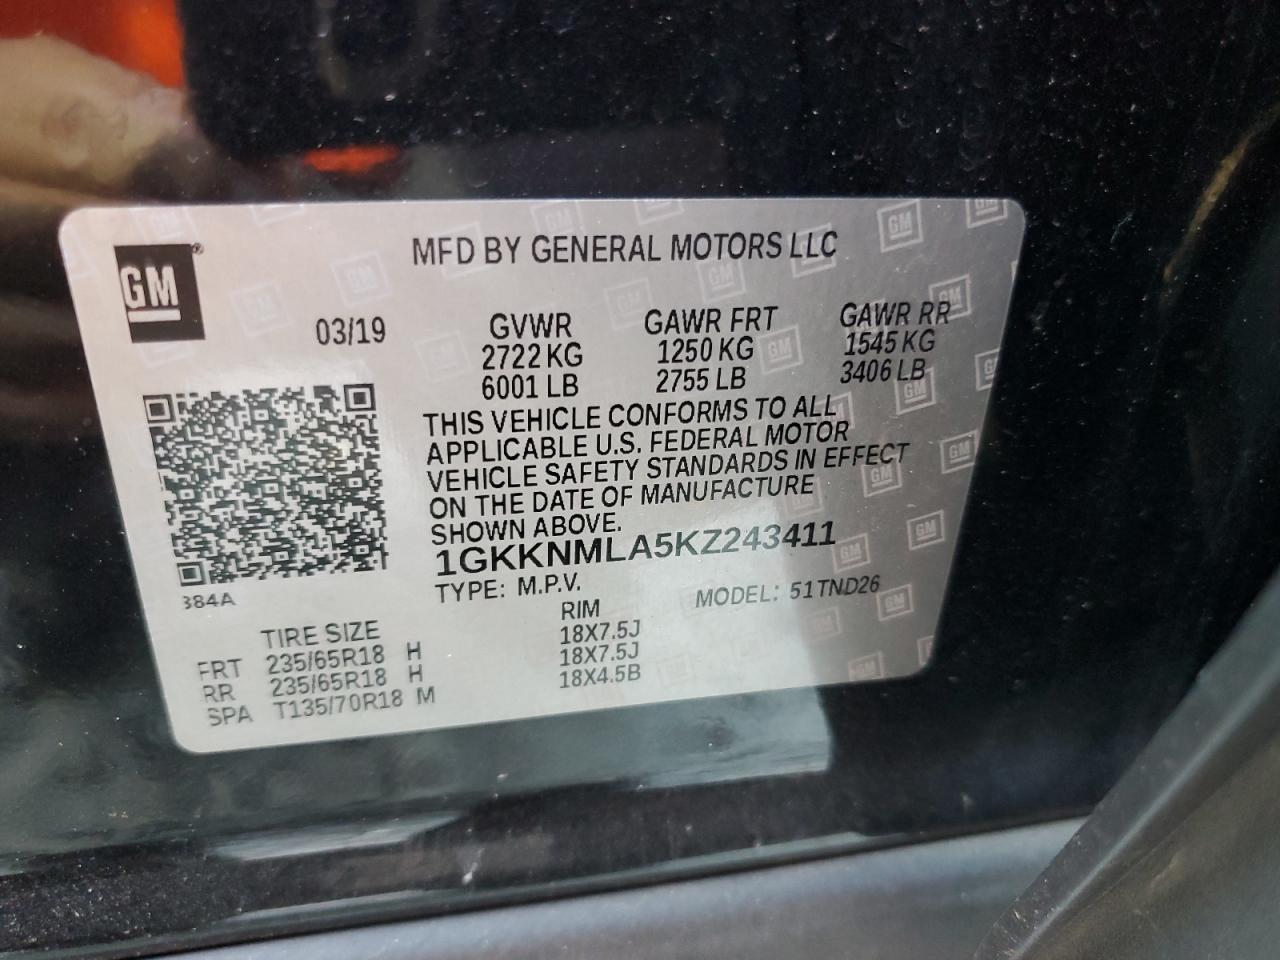 GM®
MFD BY GENERAL MOTORS LLC
03/19
GVWR GAWR FRT GAWR RR
2722 KG 1250 KG 1545 KG
6001 LB 2755 LB 3406 LB
THIS VEHICLE CONFORMS TO ALL
APPLICABLE U.S. FEDERAL MOTOR
VEHICLE SAFETY STANDARDS IN EFFECT
ON THE DATE OF MANUFACTURE
SHOWN ABOVE.
1GKKNMLA5KZ243411
TYPE: M.P.V. MODEL: 51TND26
384A
TIRE SIZE RIM
FRT 235/65R18 H 18X7.5J
RR 235/65R18 H 18X7.5J
SPA T135/70R18 M 18X4.5B